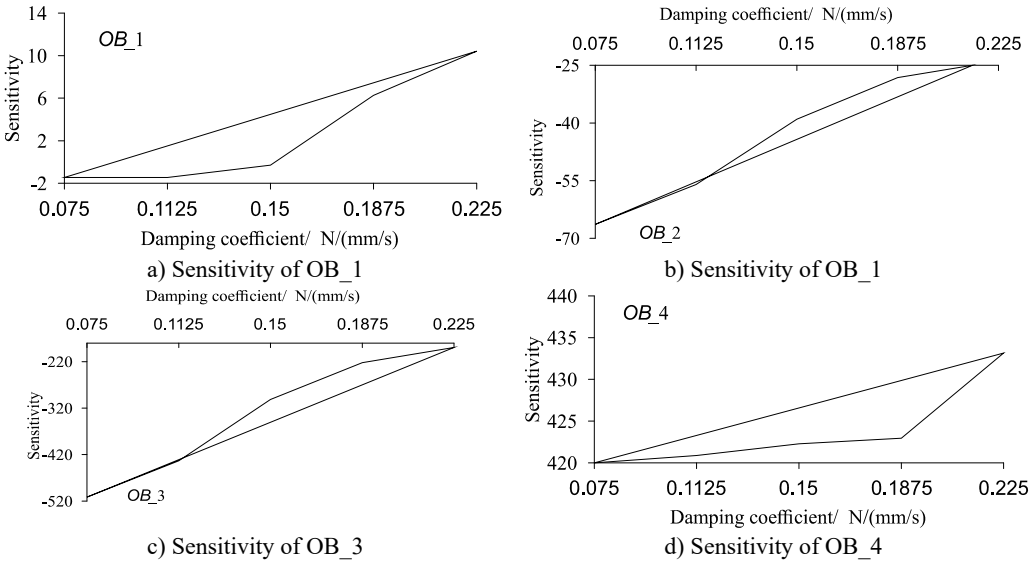 14
10
6
2
-2
Sensitivity
OB_1
0.075 0.1125 0.15 0.1875 0.225
Damping coefficient/ N/(mm/s)
a) Sensitivity of OB_1
Damping coefficient/ N/(mm/s)
0.075 0.1125 0.15 0.1875 0.225
-25
-40
-55
-70
Sensitivity
OB_2
b) Sensitivity of OB_1
Damping coefficient/ N/(mm/s)
0.075 0.1125 0.15 0.1875 0.225
-220
-320
-420
-520
Sensitivity
OB_3
c) Sensitivity of OB_3
440
435
430
425
420
Sensitivity
OB_4
0.075 0.1125 0.15 0.1875 0.225
Damping coefficient/ N/(mm/s)
d) Sensitivity of OB_4